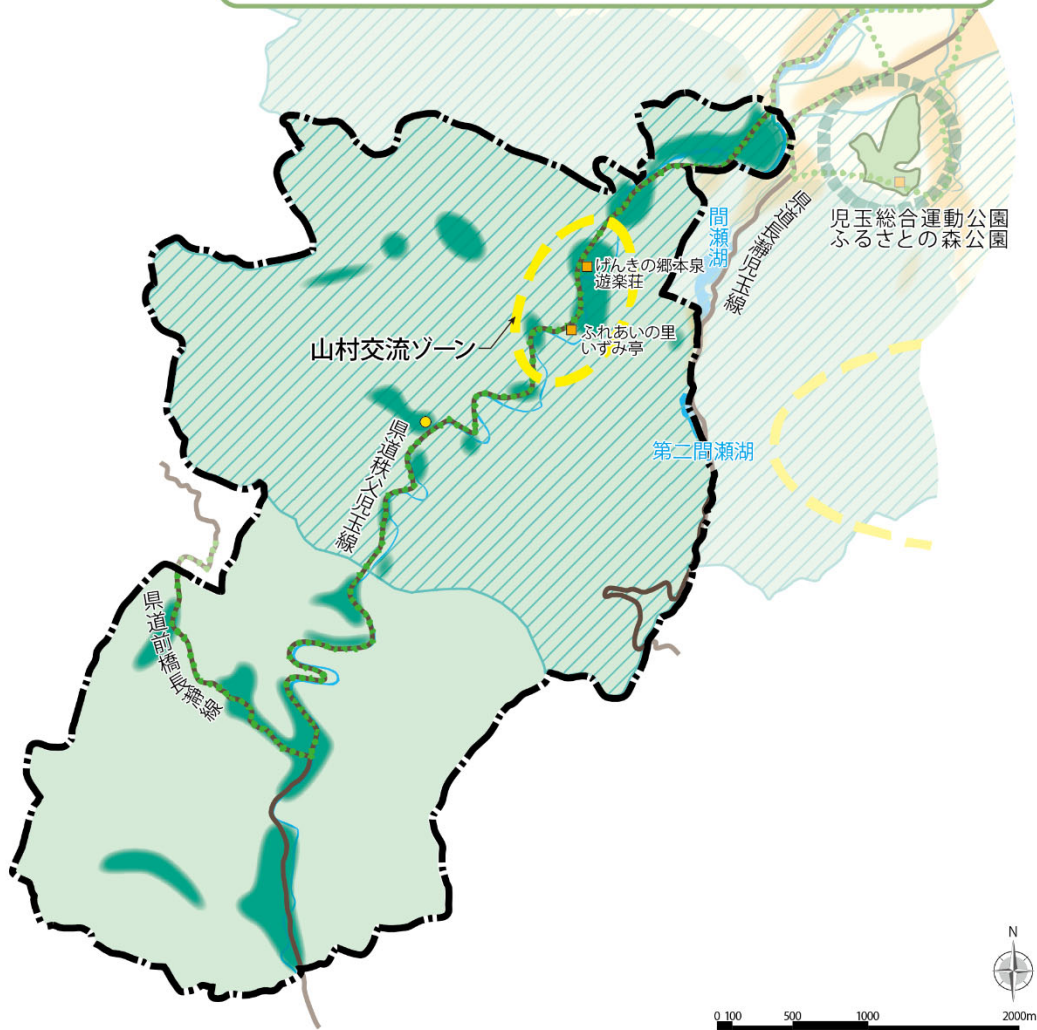 児玉総合運動公園
ふるさとの森公園
間瀬湖
県道長瀞児玉線
げんきの郷本泉
遊楽荘
ふれあいの里
いずみ亭
山村交流ゾーン
第二間瀬湖
県道秩父児玉線
県道前橋長瀞線
N
0 100 500 1000 2000m